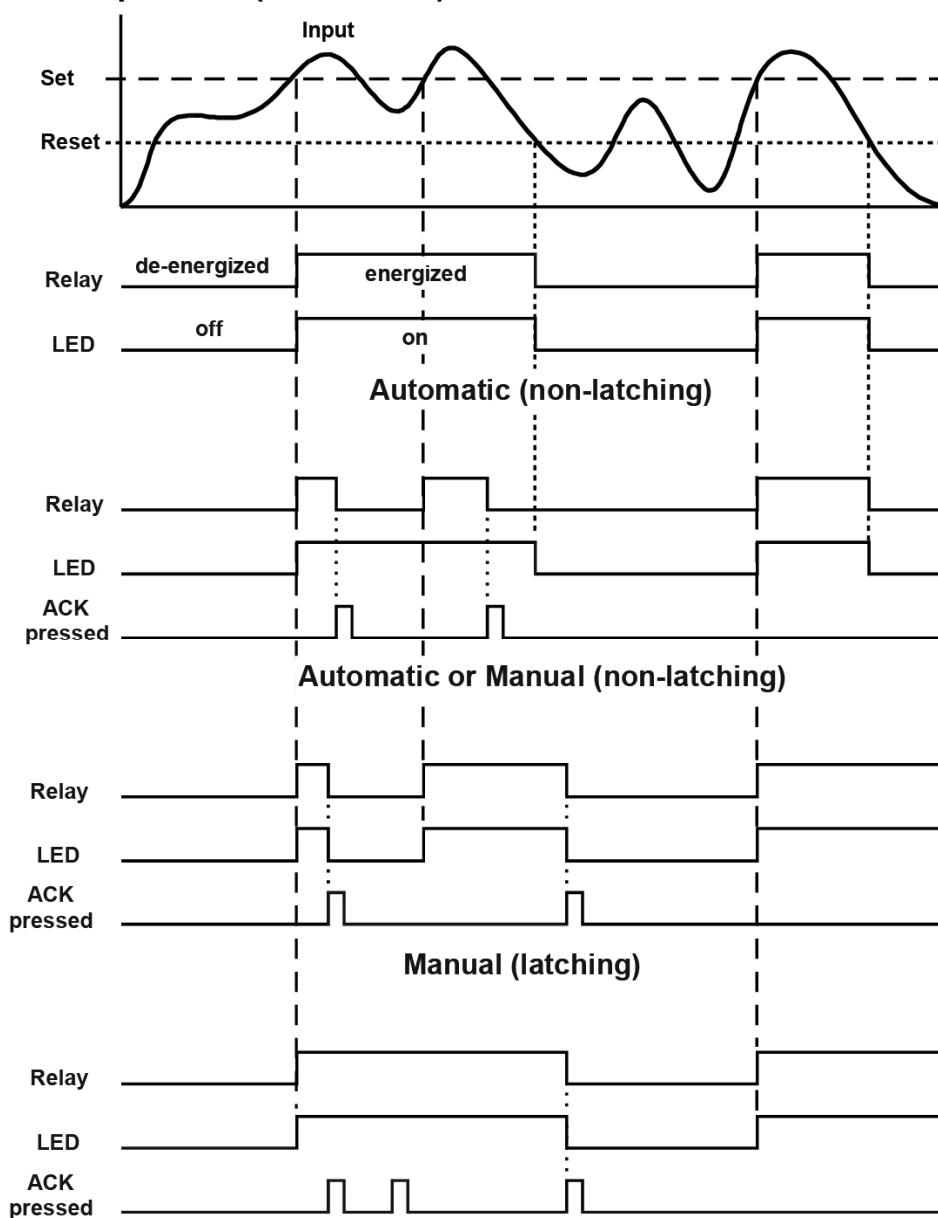 Input
Set
Reset
de-energized
Relay
energized
off
LED
on
Automatic (non-latching)
Relay
LED
ACK
pressed
Automatic or Manual (non-latching)
Relay
LED
ACK
pressed
Manual (latching)
Relay
LED
ACK
pressed